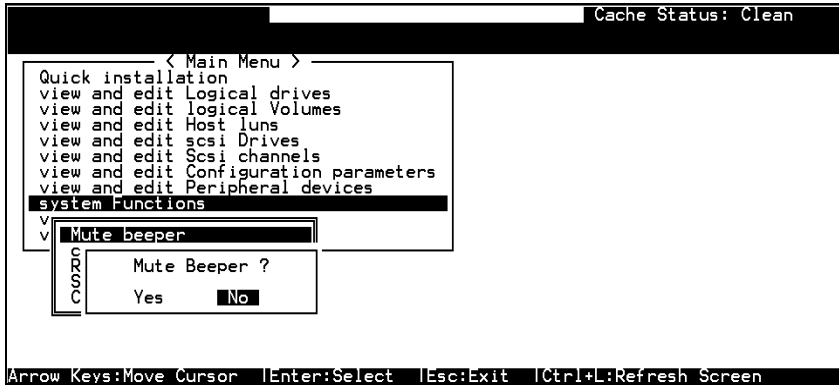 Cache Status: Clean
< Main Menu >
Quick installation
view and edit Logical drives
view and edit logical Volumes
view and edit Host luns
view and edit scsi Drives
view and edit Scsi channels
view and edit Configuration parameters
view and edit Peripheral devices
system Functions
v
v Mute beeper
c
R Mute Beeper ?
S
C Yes No
Arrow Keys:Move Cursor |Enter:Select |Esc:Exit |Ctrl+L:Refresh Screen